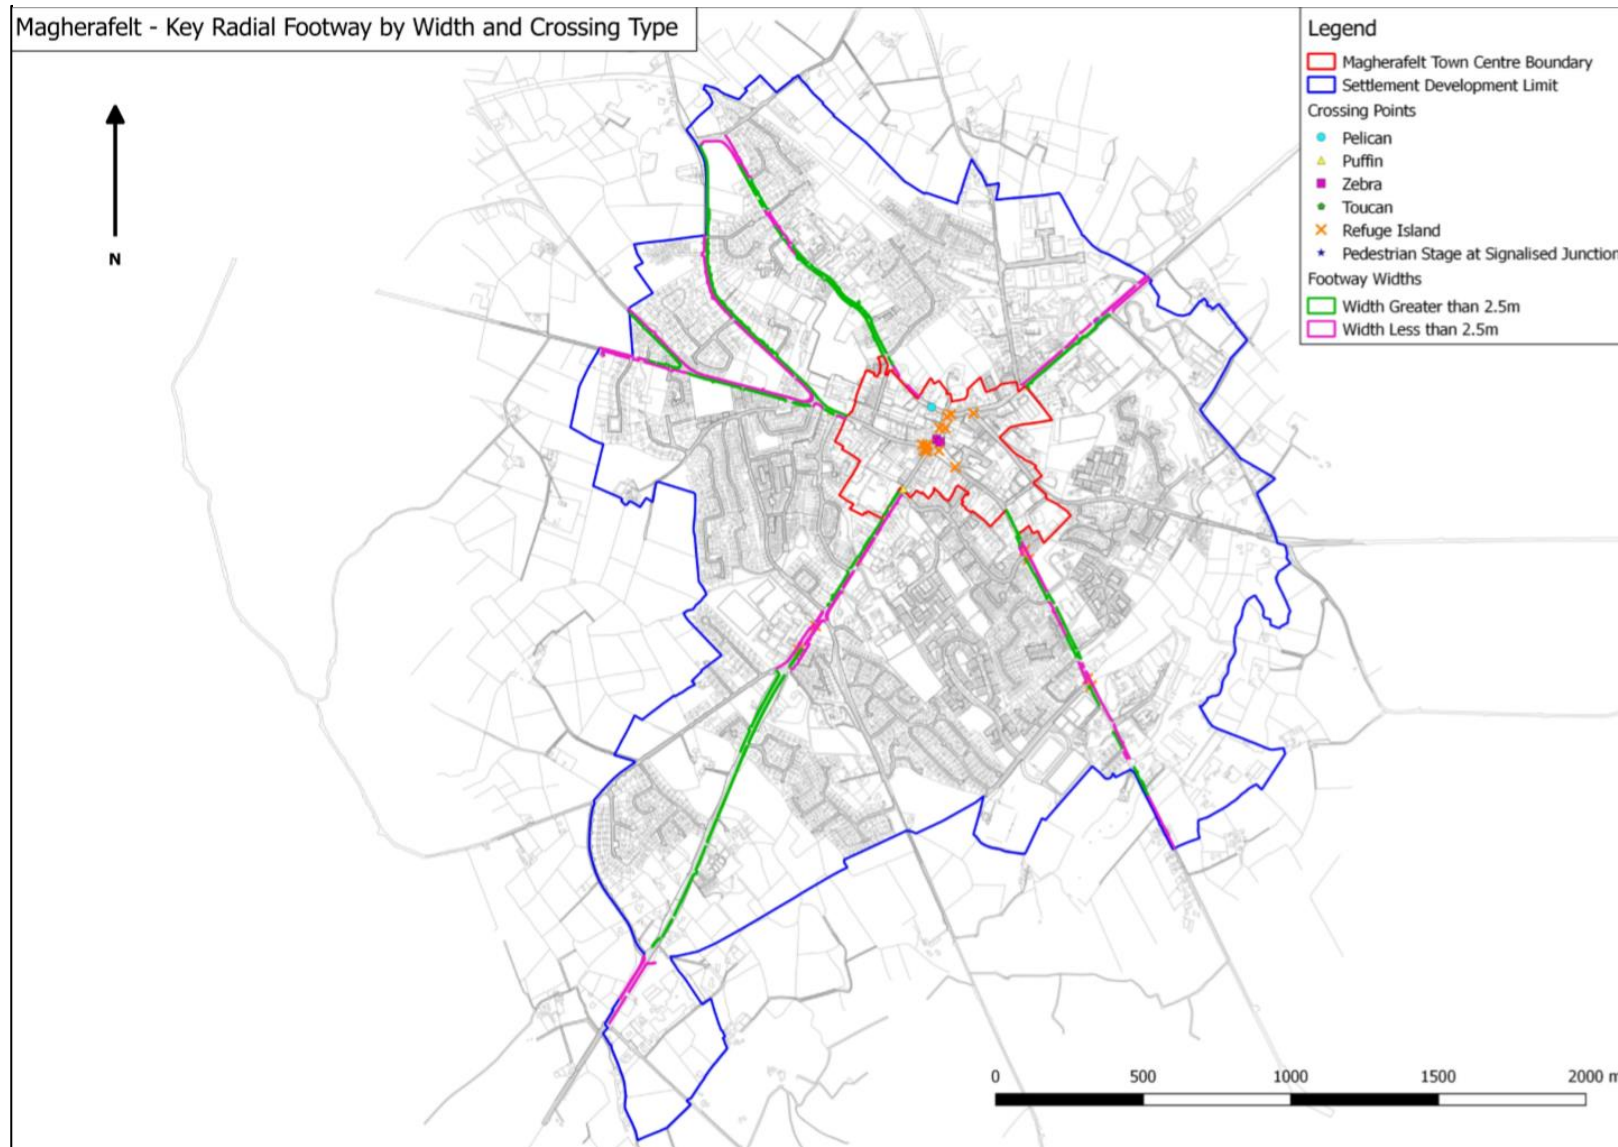 Magherafelt - Key Radial Footway by Width and Crossing Type
Legend
Magherafelt Town Centre Boundary
Settlement Development Limit
Crossing Points
Pelican
Puffin
Zebra
Toucan
Refuge Island
Pedestrian Stage at Signalised Junction
Footway Widths
Width Greater than 2.5m
Width Less than 2.5m
N
0 500 1000 1500 2000 m